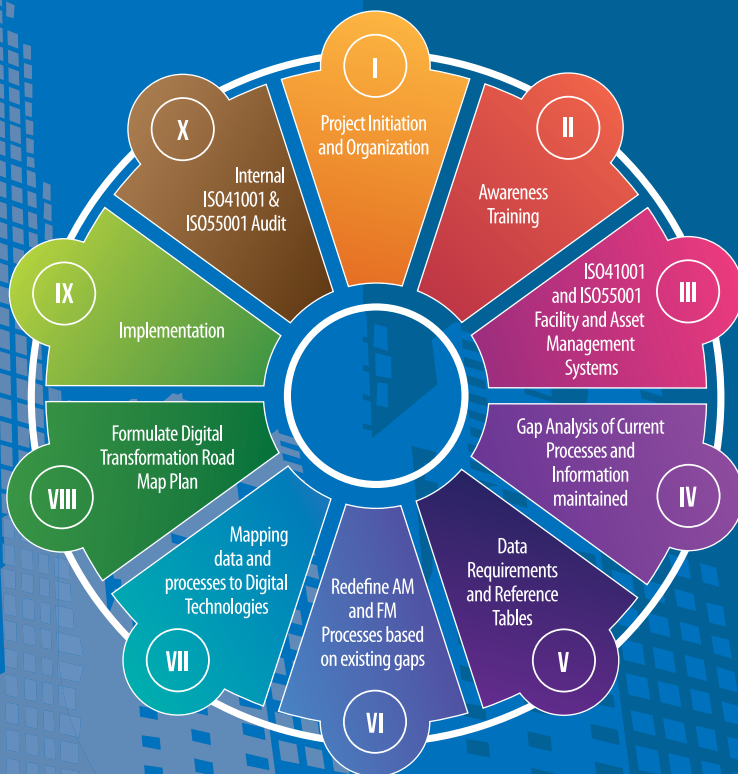 I
Project Initiation
and Organization
II
Awareness
Training
III
ISO41001
and ISO55001
Facility and Asset
Management
Systems
IV
Gap Analysis of Current
Processes and
Information
maintained
V
Data
Requirements
and Reference
Tables
VI
Redefine AM
and FM
Processes based
on existing gaps
VII
Mapping
data and
processes to Digital
Technologies
VIII
Formulate Digital
Transformation Road
Map Plan
IX
Implementation
X
Internal
ISO41001 &
ISO55001 Audit